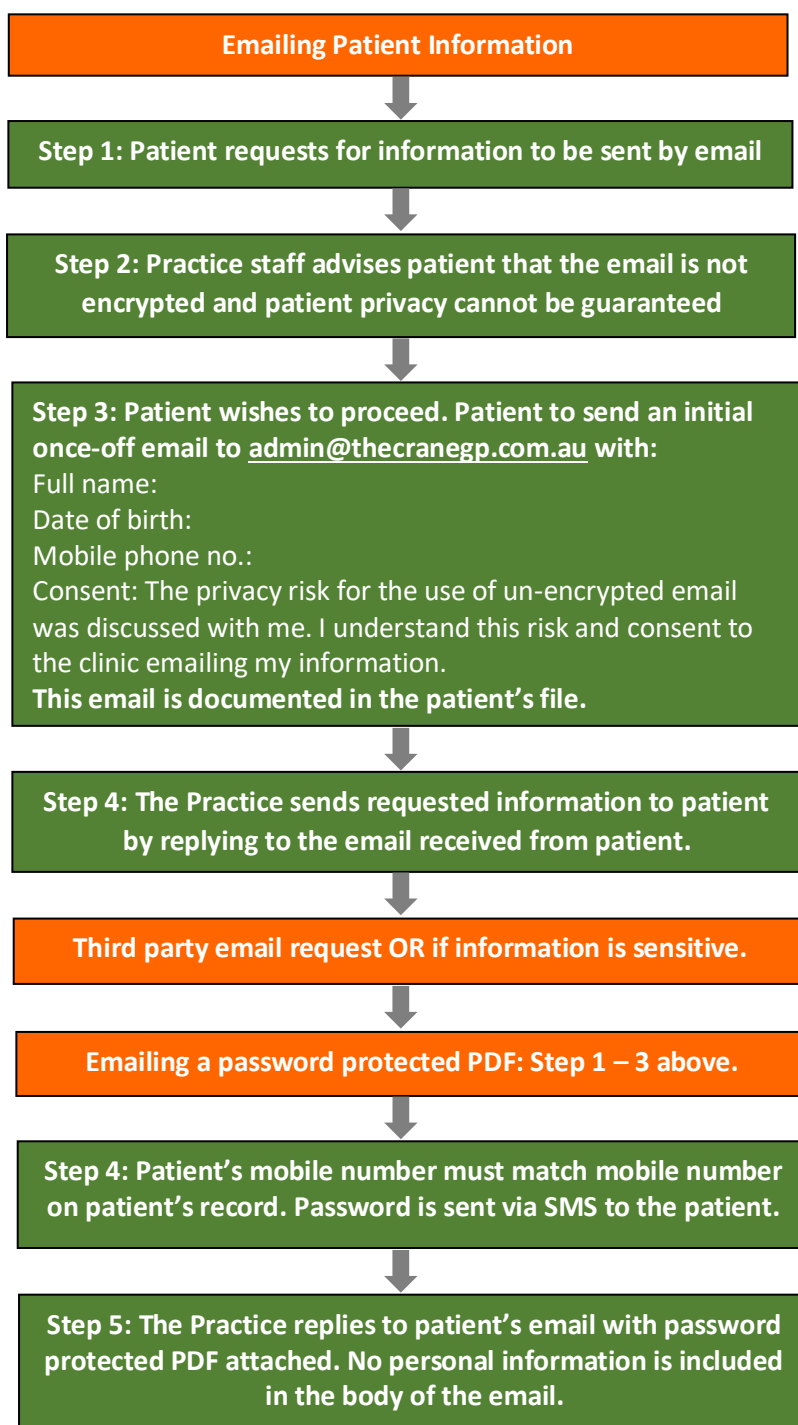 Emailing Patient Information
Step 1: Patient requests for information to be sent by email
Step 2: Practice staff advises patient that the email is not
encrypted and patient privacy cannot be guaranteed
Step 3: Patient wishes to proceed. Patient to send an initial
once-off email to admin@thecranegp.com.au with:
Full name:
Date of birth:
Mobile phone no.:
Consent: The privacy risk for the use of un-encrypted email
was discussed with me. I understand this risk and consent to
the clinic emailing my information.
This email is documented in the patient’s file.
Step 4: The Practice sends requested information to patient
by replying to the email received from patient.
Third party email request OR if information is sensitive.
Emailing a password protected PDF: Step 1 – 3 above.
Step 4: Patient’s mobile number must match mobile number
on patient’s record. Password is sent via SMS to the patient.
Step 5: The Practice replies to patient’s email with password
protected PDF attached. No personal information is included
in the body of the email.